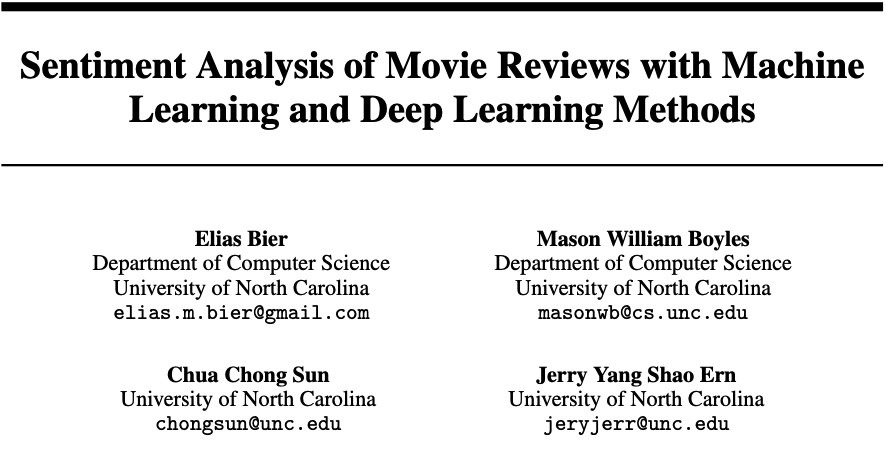 Sentiment Analysis of Movie Reviews with Machine
Learning and Deep Learning Methods
Elias Bier
Department of Computer Science
University of North Carolina
elias.m.bier@gmail.com
Mason William Boyles
Department of Computer Science
University of North Carolina
masonwb@cs.unc.edu
Chua Chong Sun
University of North Carolina
chongsun@unc.edu
Jerry Yang Shao Ern
University of North Carolina
jeryjerr@unc.edu